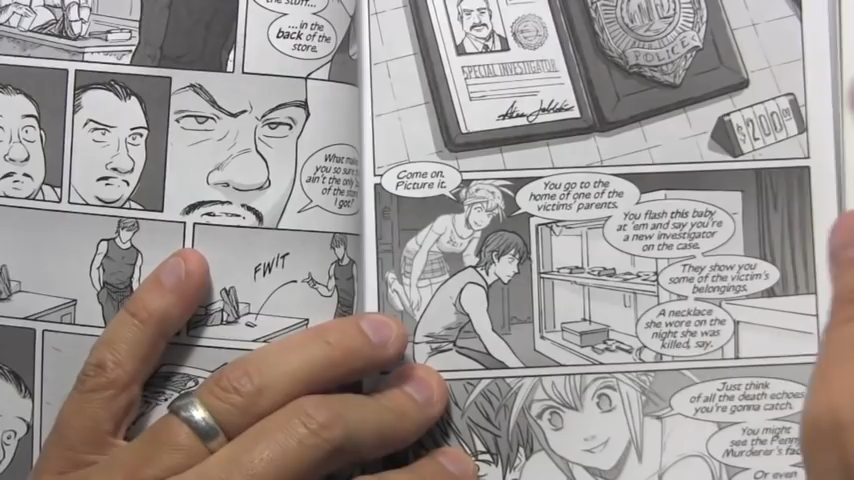 stuff...
...in the
back of the
store.
What
you so sure
ain't the only
of the
I got?
FWIT
SPECIAL INVESTIGATOR
POLICE
$200.00
Come on.
Picture it.
You go to the
home of one of the
victims' parents.
You flash this baby
at 'em and say you're
a new investigator
on the case.
They show you
some of the victim's
belongings.
A necklace
she wore on the
night she was
killed, say.
Just think
of all the death echoes
you're gonna catch.
You might
see the Penny
Murderer's
Or even